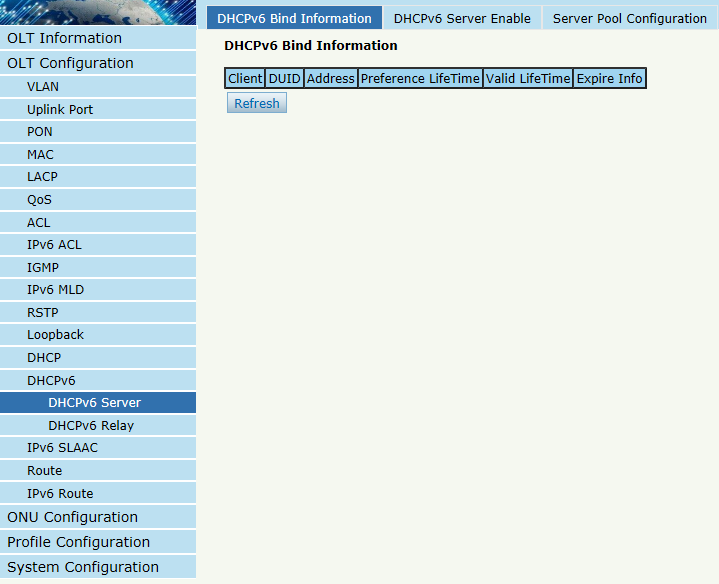 DHCPv6 Bind Information DHCPv6 Server Enable Server Pool Configuration
OLT Information
OLT Configuration
VLAN
Uplink Port
PON
MAC
LACP
QoS
ACL
IPv6 ACL
IGMP
IPv6 MLD
RSTP
Loopback
DHCP
DHCPv6
DHCPv6 Server
DHCPv6 Relay
IPv6 SLAAC
Route
IPv6 Route
ONU Configuration
Profile Configuration
System Configuration
DHCPv6 Bind Information
Client DUID Address Preference LifeTime Valid LifeTime Expire Info
Refresh